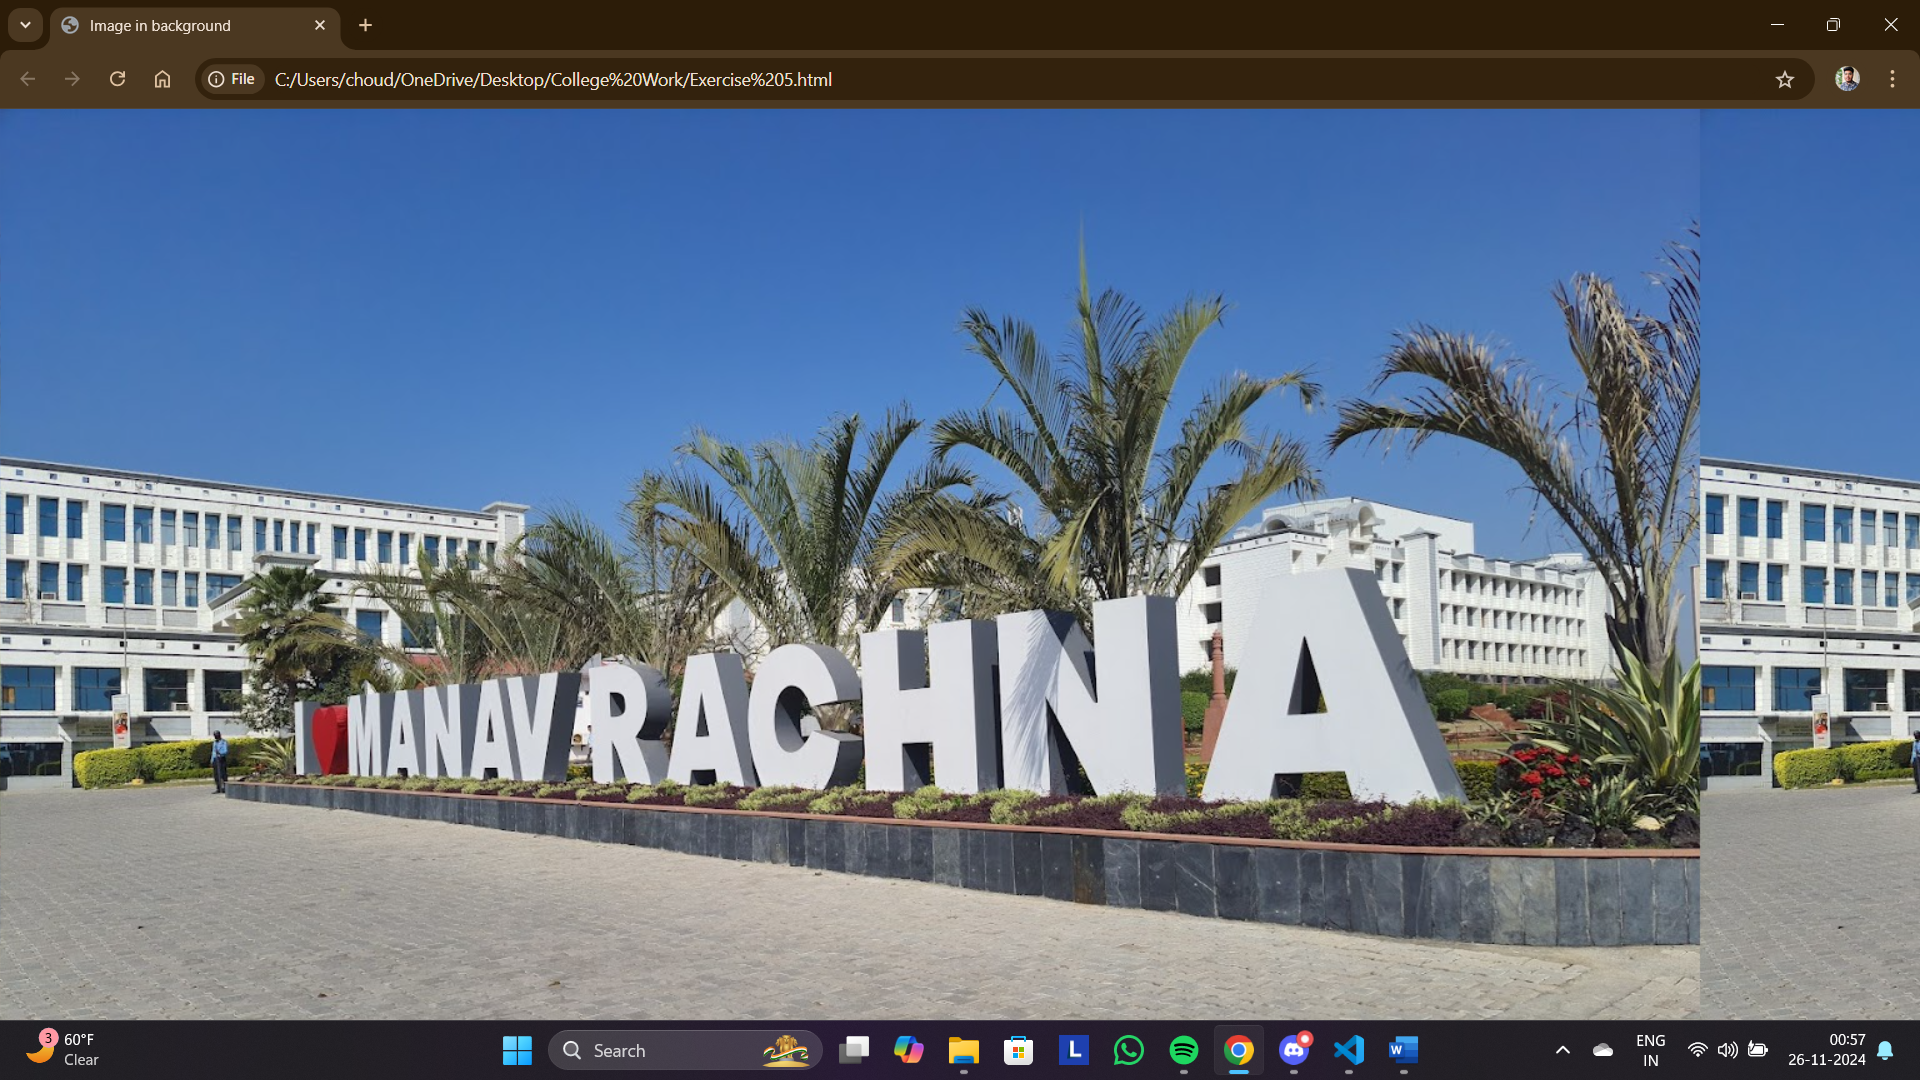 Image in background
File
C:/Users/choud/OneDrive/Desktop/College%20Work/Exercise%205.html
I MANAV RACHNA
3
60°F
Clear
Search
L
W
ENG
IN
00:57
26-11-2024